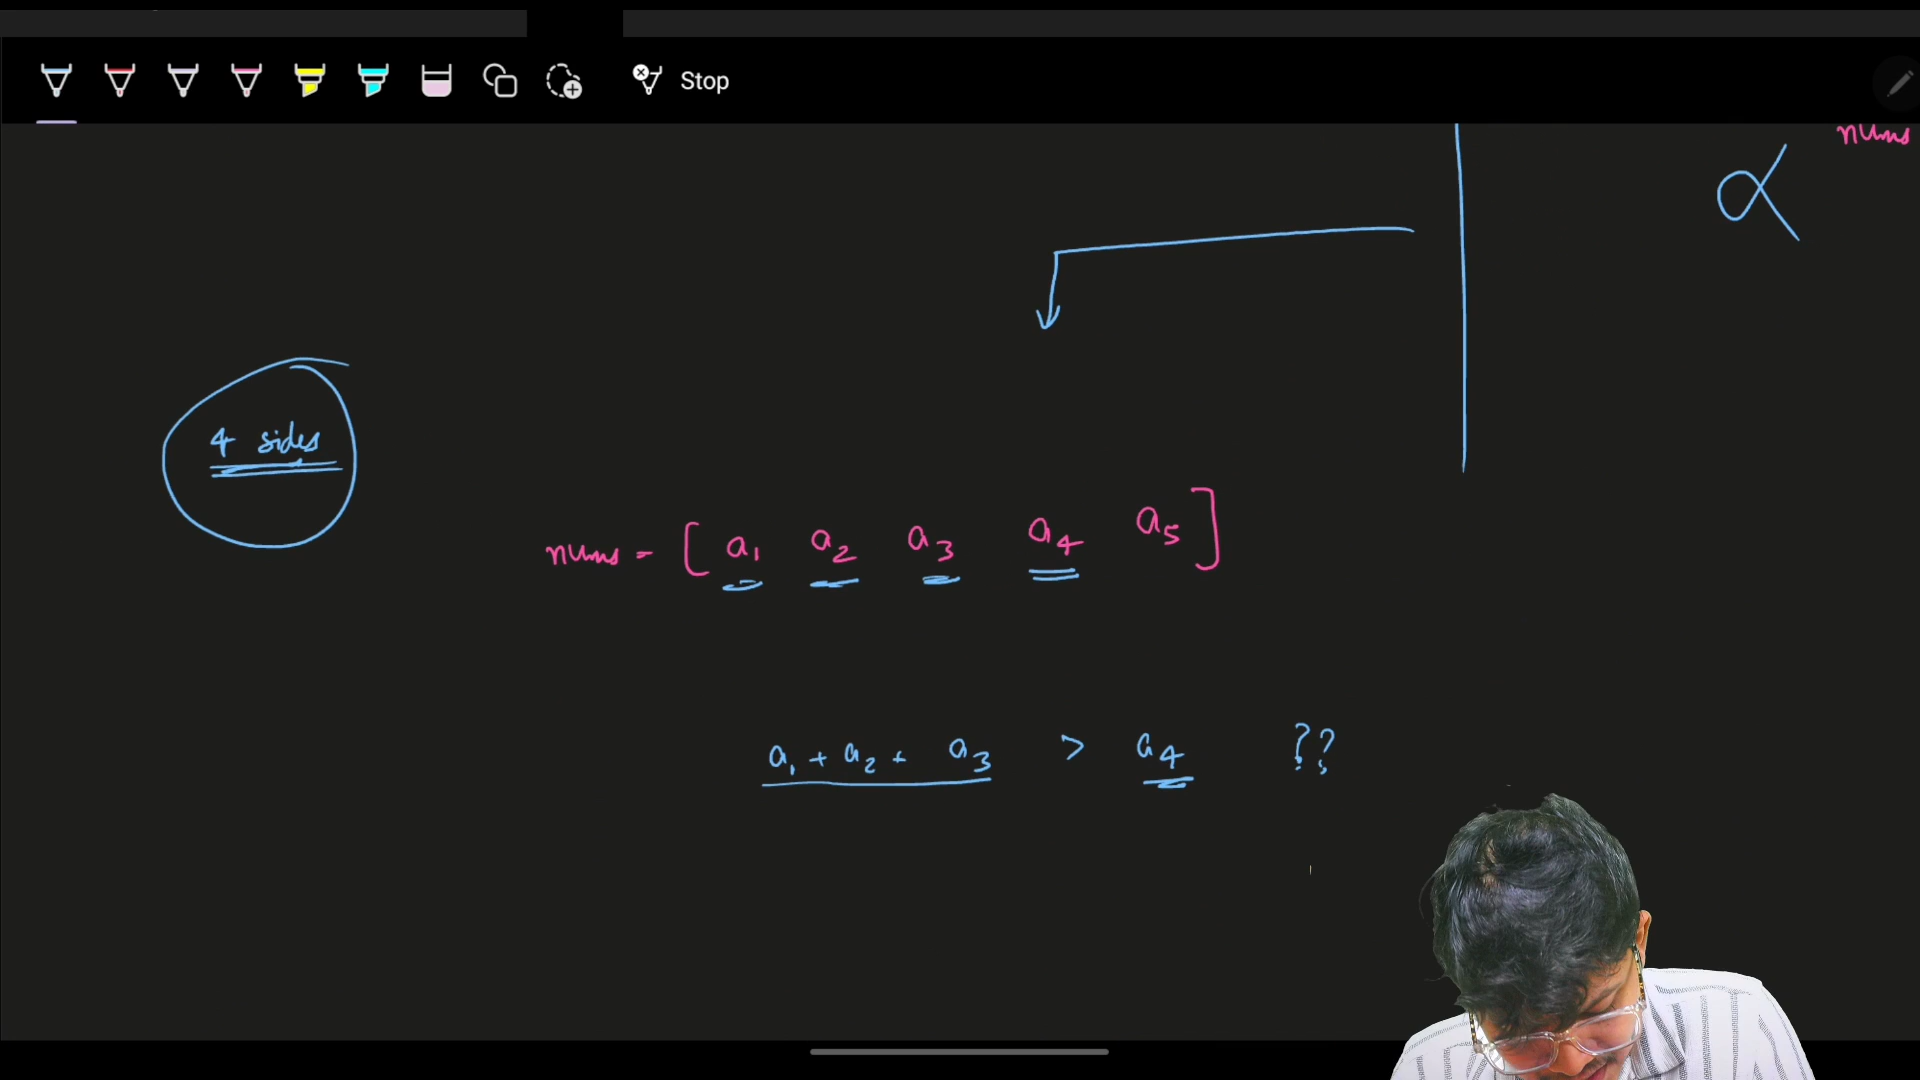 Stop
nums
α
4 sides
nums = [ a₁ a₂ a₃ a₄ a₅ ]
a₁ + a₂ + a₃ > a₄ ??